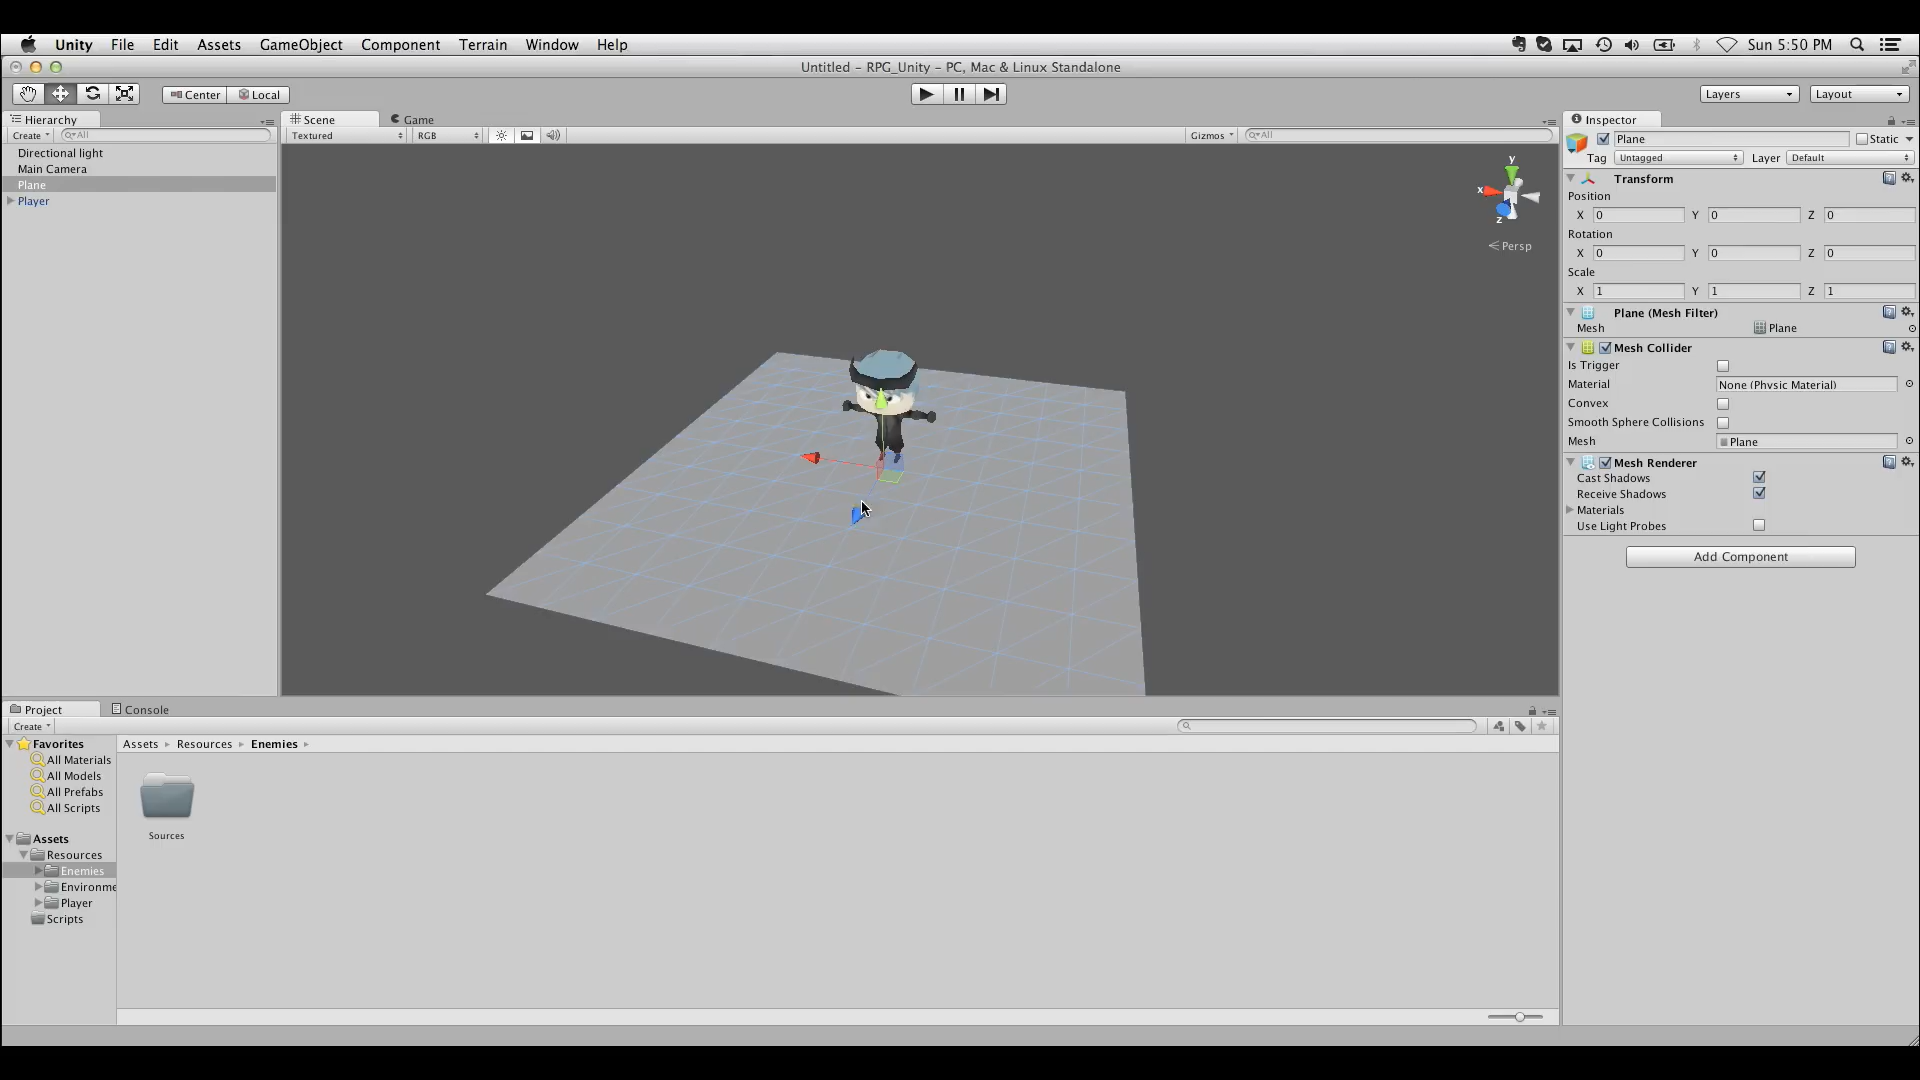 Unity File Edit Assets GameObject Component Terrain Window Help Sun 5:50 PM
Untitled - RPG_Unity - PC, Mac & Linux Standalone
Center Local Layers Layout
Hierarchy
Create All
Directional light
Main Camera
Plane
Player
Scene Game
Textured RGB Gizmos All
y
x
z
Persp
Inspector
Plane Static
Tag Untagged Layer Default
Transform
Position
X 0 Y 0 Z 0
Rotation
X 0 Y 0 Z 0
Scale
X 1 Y 1 Z 1
Plane (Mesh Filter)
Mesh Plane
Mesh Collider
Is Trigger
Material None (Physic Material)
Convex
Smooth Sphere Collisions
Mesh Plane
Mesh Renderer
Cast Shadows
Receive Shadows
Materials
Use Light Probes
Add Component
Project Console
Create
Favorites
All Materials
All Models
All Prefabs
All Scripts
Assets
Resources
Enemies
Environme
Player
Scripts
Assets Resources Enemies
Sources